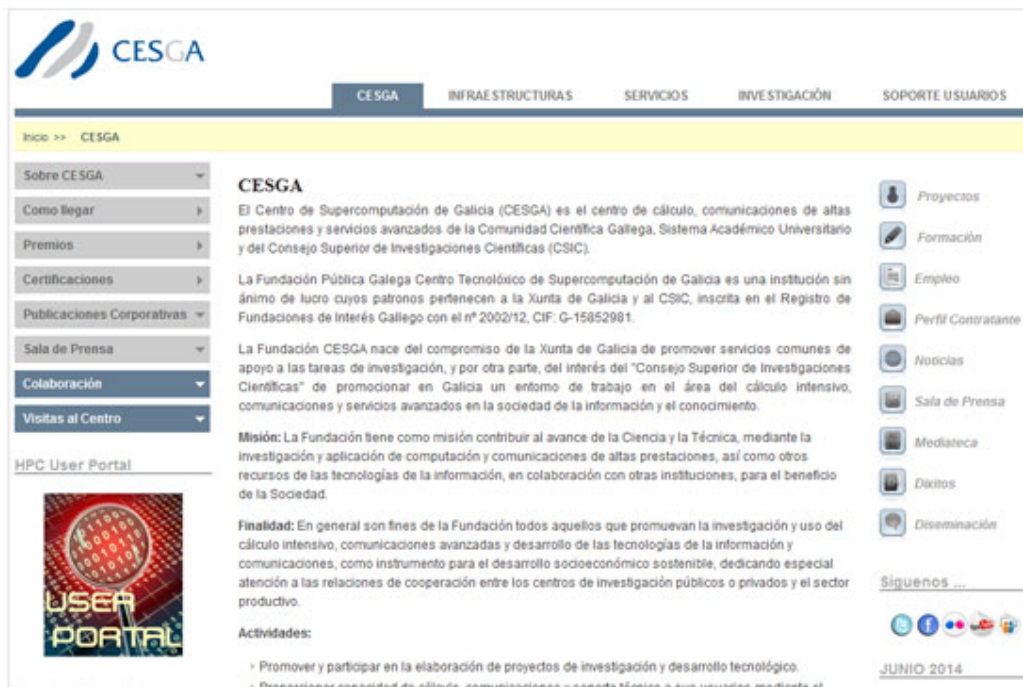 CESGA
CESGA INFRAESTRUCTURAS SERVICIOS INVESTIGACIÓN SOPORTE USUARIOS
Inicio >> CESGA
Sobre CESGA
Como llegar
Premios
Certificaciones
Publicaciones Corporativas
Sala de Prensa
Colaboración
Visitas al Centro
HPC User Portal
USER
PORTAL
CESGA
El Centro de Supercomputación de Galicia (CESGA) es el centro de cálculo, comunicaciones de altas
prestaciones y servicios avanzados de la Comunidad Científica Gallega, Sistema Académico Universitario
y del Consejo Superior de Investigaciones Científicas (CSIC).
La Fundación Pública Galega Centro Tecnolóxico de Supercomputación de Galicia es una institución sin
ánimo de lucro cuyos patronos pertenecen a la Xunta de Galicia y al CSIC, inscrita en el Registro de
Fundaciones de Interés Gallego con el nº 2002/12, CIF: G-15852981.
La Fundación CESGA nace del compromiso de la Xunta de Galicia de promover servicios comunes de
apoyo a las tareas de investigación, y por otra parte, del interés del "Consejo Superior de Investigaciones
Científicas" de promocionar en Galicia un entorno de trabajo en el área del cálculo intensivo,
comunicaciones y servicios avanzados en la sociedad de la información y el conocimiento.
Misión: La Fundación tiene como misión contribuir al avance de la Ciencia y la Técnica, mediante la
investigación y aplicación de computación y comunicaciones de altas prestaciones, así como otros
recursos de las tecnologías de la información, en colaboración con otras instituciones, para el beneficio
de la Sociedad.
Finalidad: En general son fines de la Fundación todos aquellos que promuevan la investigación y uso del
cálculo intensivo, comunicaciones avanzadas y desarrollo de las tecnologías de la información y
comunicaciones, como instrumento para el desarrollo socioeconómico sostenible, dedicando especial
atención a las relaciones de cooperación entre los centros de investigación públicos o privados y el sector
productivo.
Actividades:
Promover y participar en la elaboración de proyectos de investigación y desarrollo tecnológico.
Proporcionar capacidad de cálculo, comunicaciones y soporte técnico a sus usuarios mediante el
Proyectos
Formación
Empleo
Perfil Contratante
Noticias
Sala de Prensa
Mediateca
Dixitos
Diseminación
Síguenos ...
JUNIO 2014